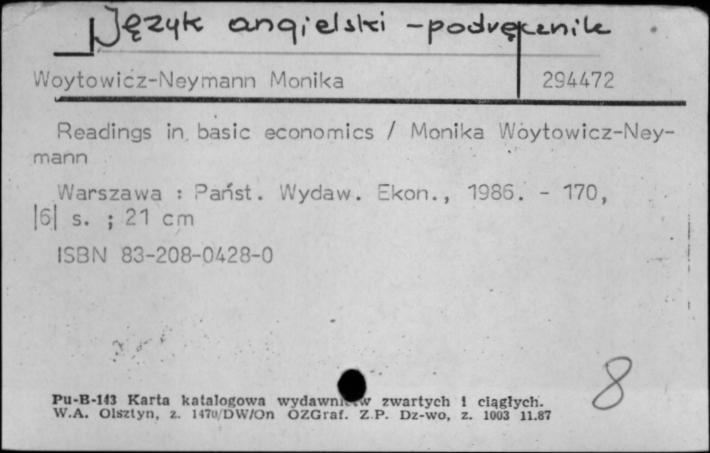 Język angielski - podręcznik
Woytowicz-Neymann Monika 294472
Readings in basic economics / Monika Woytowicz-Ney-
mann
Warszawa : Państ. Wydaw. Ekon., 1986. - 170,
|6| s. ; 21 cm
ISBN 83-208-0428-0
8
Pu-B-143 Karta katalogowa wydawnictw zwartych i ciągłych.
W.A. Olsztyn, z. 1470/DW/On OZGraf. Z.P. Dz-wo, z. 1003 11.87